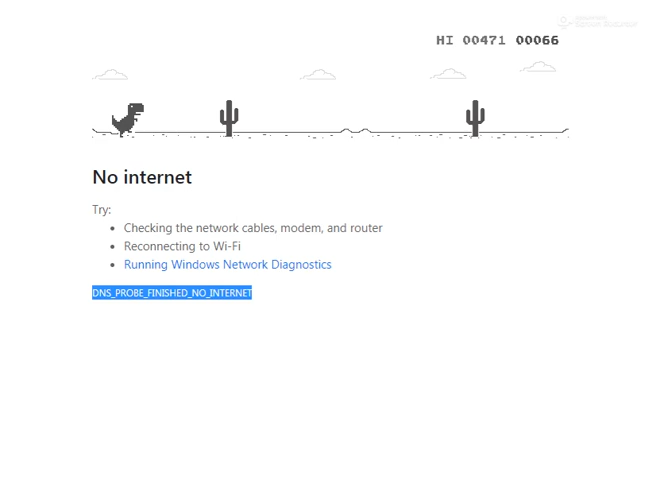 HI 00471 00066
No internet
Try:
• Checking the network cables, modem, and router
• Reconnecting to Wi-Fi
• Running Windows Network Diagnostics
DNS_PROBE_FINISHED_NO_INTERNET